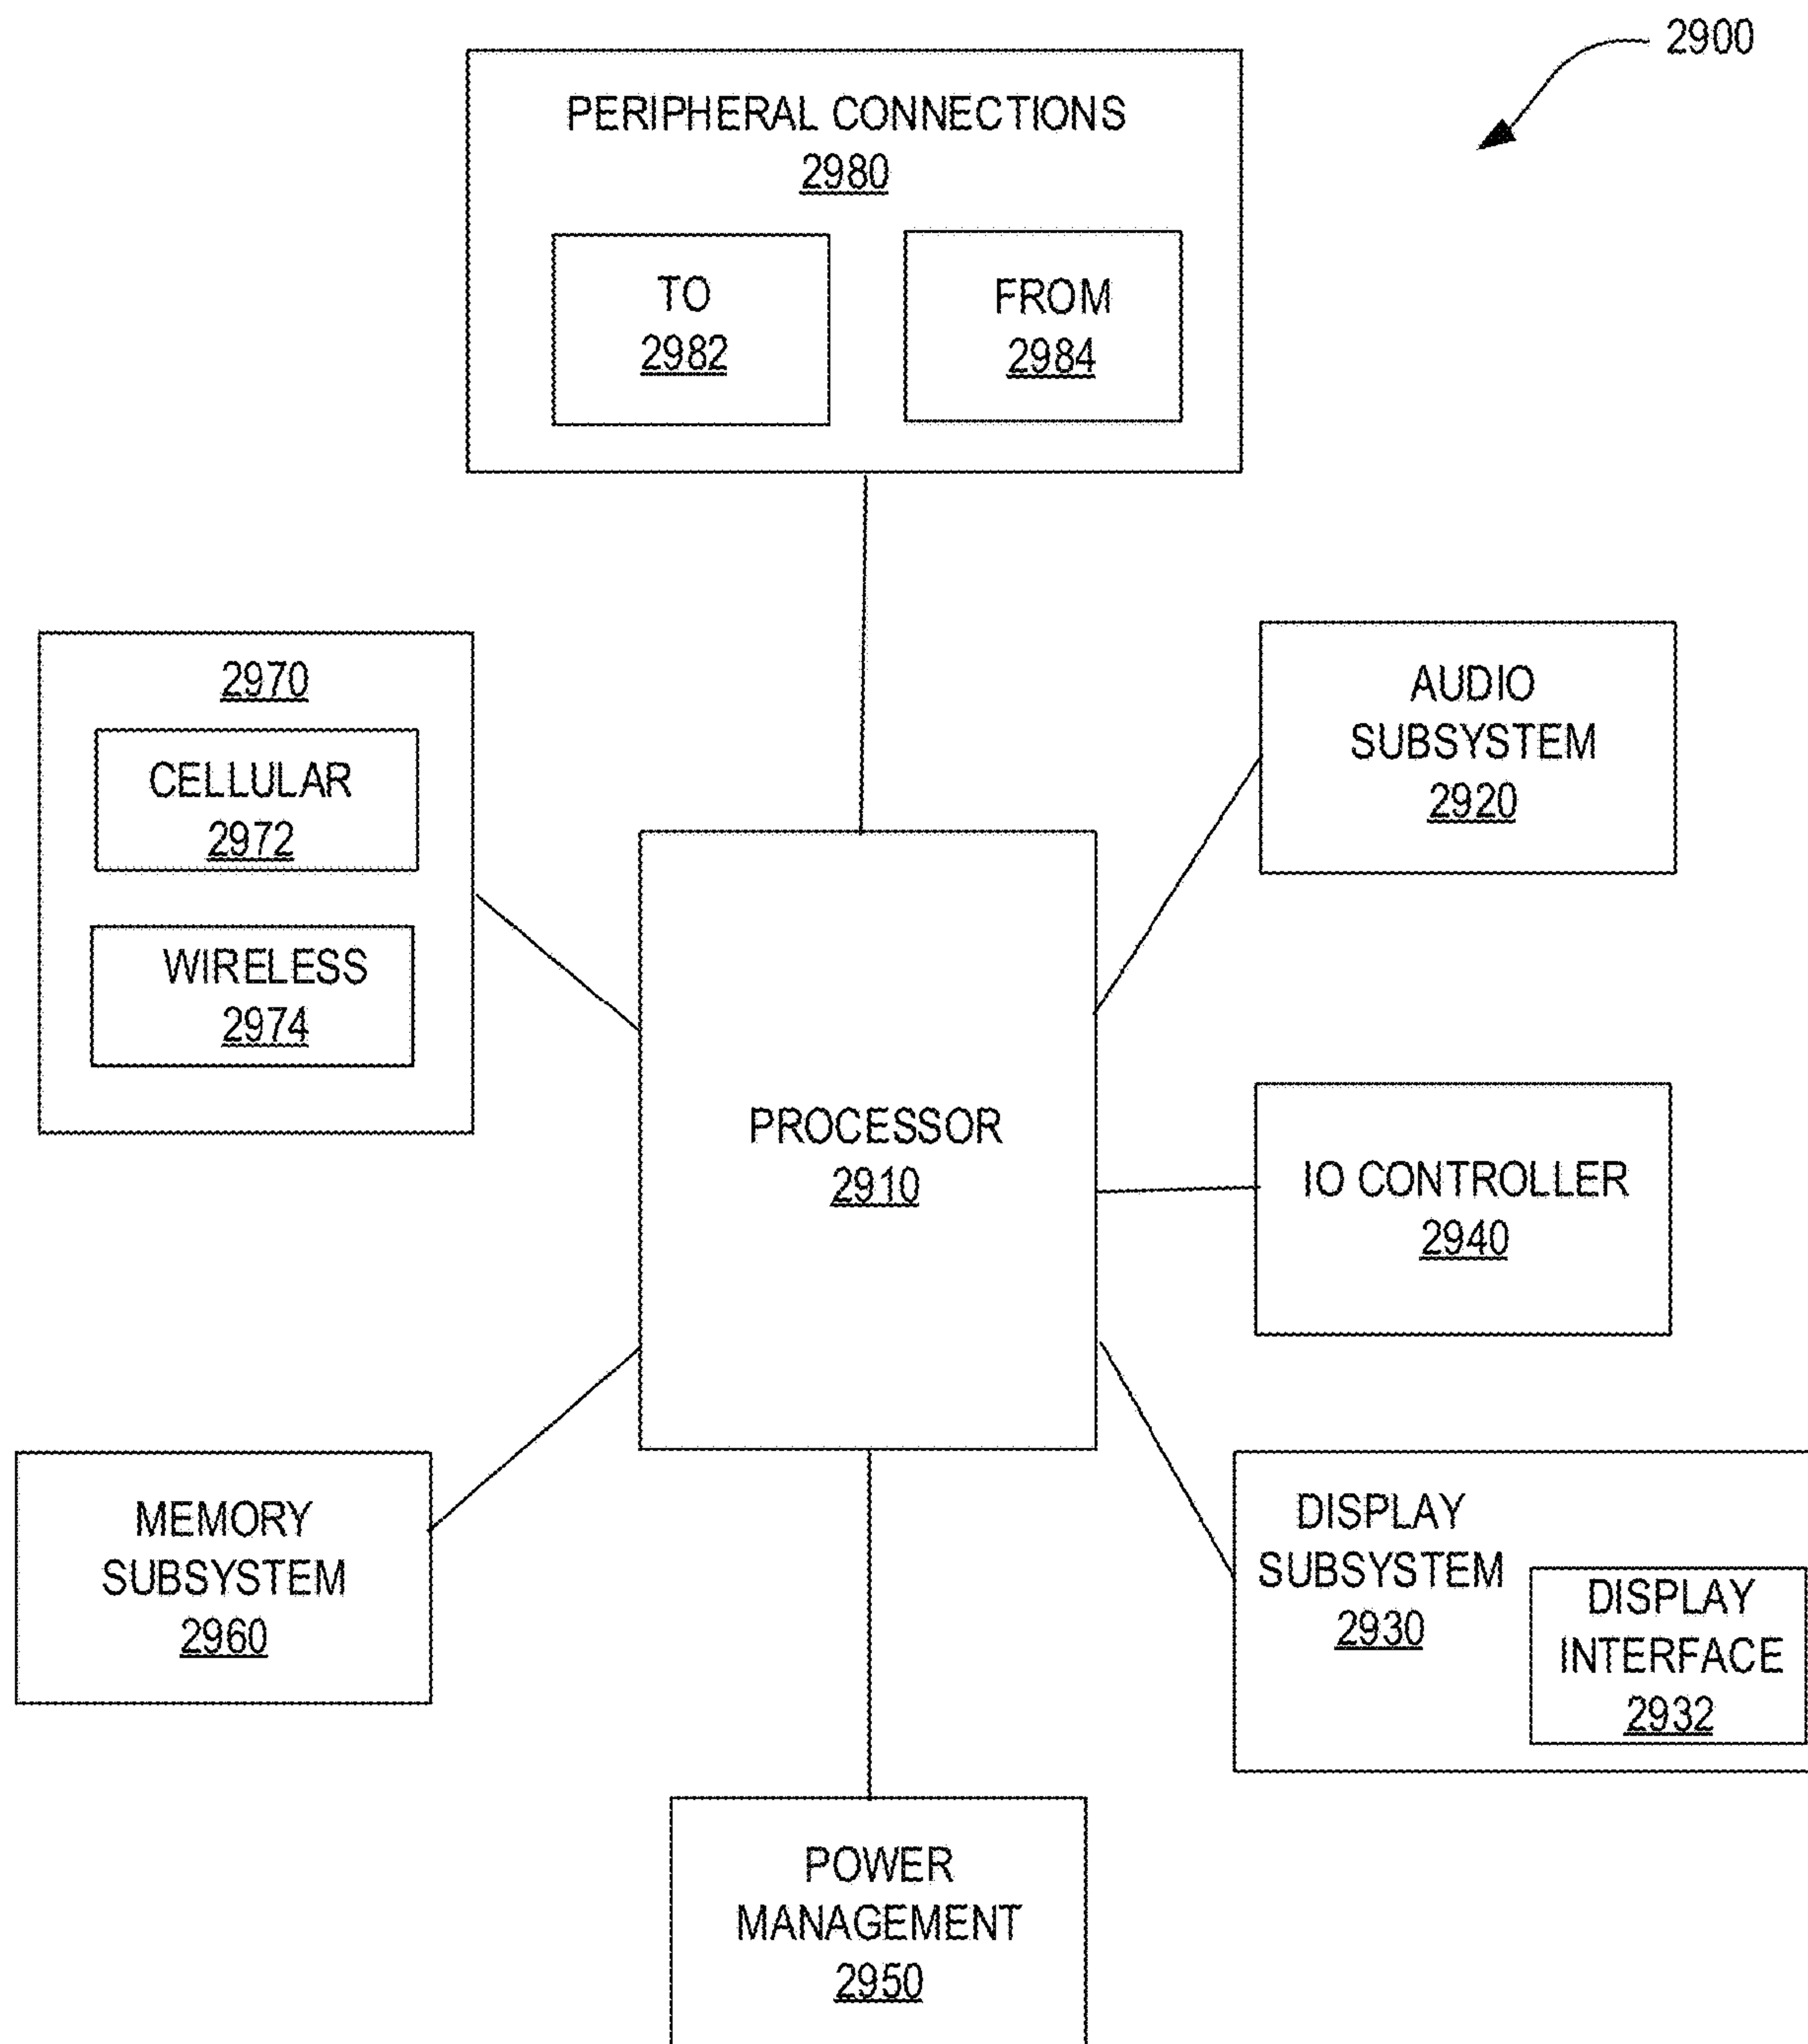 2900
PERIPHERAL CONNECTIONS
2980
TO
2982
FROM
2984
2970
CELLULAR
2972
WIRELESS
2974
AUDIO
SUBSYSTEM
2920
PROCESSOR
2910
IO CONTROLLER
2940
MEMORY
SUBSYSTEM
2960
DISPLAY
SUBSYSTEM
2930
DISPLAY
INTERFACE
2932
POWER
MANAGEMENT
2950